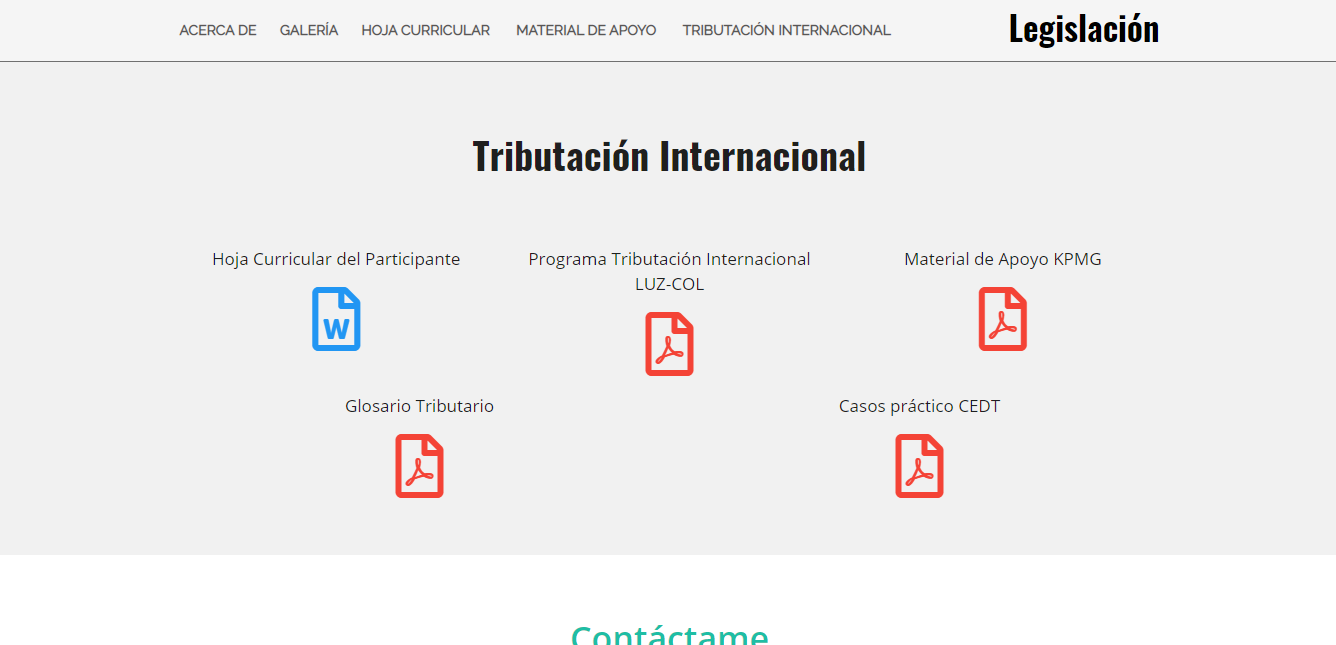 ACERCA DE GALERÍA HOJA CURRICULAR MATERIAL DE APOYO TRIBUTACIÓN INTERNACIONAL Legislación
Tributación Internacional
Hoja Curricular del Participante
W
Programa Tributación Internacional
LUZ-COL
Material de Apoyo KPMG
Glosario Tributario
Casos práctico CEDT
Contáctame